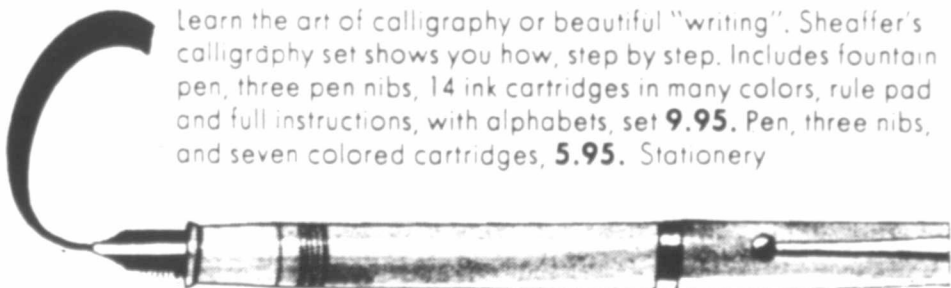 Learn the art of calligraphy or beautiful "writing". Sheaffer's
calligraphy set shows you how, step by step. Includes fountain
pen, three pen nibs, 14 ink cartridges in many colors, rule pad
and full instructions, with alphabets, set 9.95. Pen, three nibs,
and seven colored cartridges, 5.95. Stationery